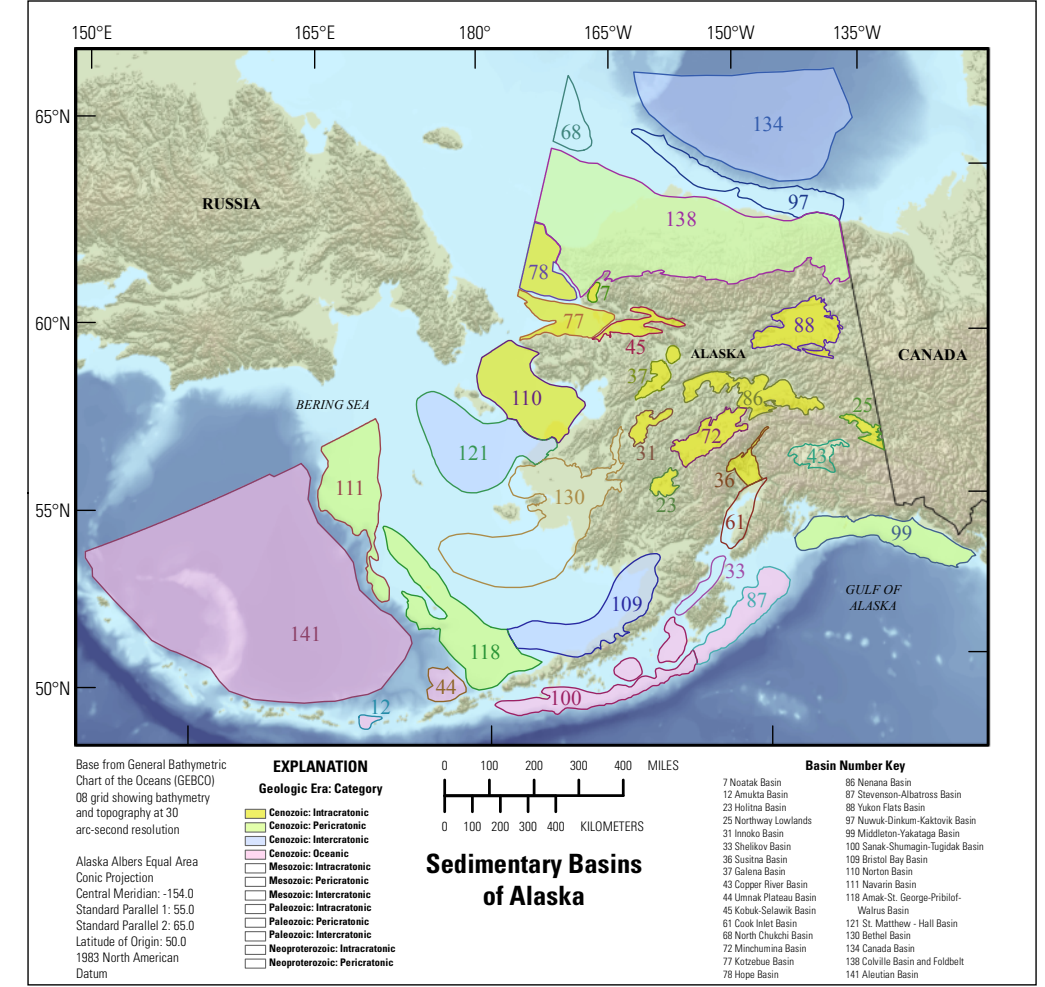 150°E 165°E 180° 165°W 150°W 135°W
65°N
60°N
55°N
50°N
RUSSIA
ALASKA
CANADA
BERING SEA
GULF OF
ALASKA
134
68
97
138
78
7
77
45
88
37
110
86
25
121
72
31
43
111
130
36
23
61
99
33
109
87
141
118
44
100
12
Base from General Bathymetric
Chart of the Oceans (GEBCO)
08 grid showing bathymetry
and topography at 30
arc-second resolution
Alaska Albers Equal Area
Conic Projection
Central Meridian: -154.0
Standard Parallel 1: 55.0
Standard Parallel 2: 65.0
Latitude of Origin: 50.0
1983 North American
Datum
EXPLANATION
Geologic Era: Category
Cenozoic: Intracratonic
Cenozoic: Pericratonic
Cenozoic: Intercratonic
Cenozoic: Oceanic
Mesozoic: Intracratonic
Mesozoic: Pericratonic
Mesozoic: Intercratonic
Paleozoic: Intracratonic
Paleozoic: Pericratonic
Paleozoic: Intercratonic
Neoproterozoic: Intracratonic
Neoproterozoic: Pericratonic
0 100 200 300 400 MILES
0 100 200 300 400 KILOMETERS
Sedimentary Basins
of Alaska
Basin Number Key
7 Noatak Basin
12 Amukta Basin
23 Holitna Basin
25 Northway Lowlands
31 Innoko Basin
33 Shelikov Basin
36 Susitna Basin
37 Galena Basin
43 Copper River Basin
44 Umnak Plateau Basin
45 Kobuk-Selawik Basin
61 Cook Inlet Basin
68 North Chukchi Basin
72 Minchumina Basin
77 Kotzebue Basin
78 Hope Basin
86 Nenana Basin
87 Stevenson-Albatross Basin
88 Yukon Flats Basin
97 Nuwuk-Dinkum-Kaktovik Basin
99 Middleton-Yakataga Basin
100 Sanak-Shumagin-Tugidak Basin
109 Bristol Bay Basin
110 Norton Basin
111 Navarin Basin
118 Amak-St. George-Pribilof-
Walrus Basin
121 St. Matthew - Hall Basin
130 Bethel Basin
134 Canada Basin
138 Colville Basin and Foldbelt
141 Aleutian Basin